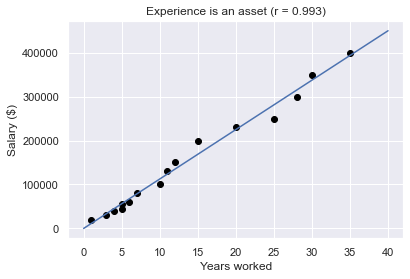 Experience is an asset (r = 0.993)
Salary ($)
400000
300000
200000
100000
0
0 5 10 15 20 25 30 35 40
Years worked